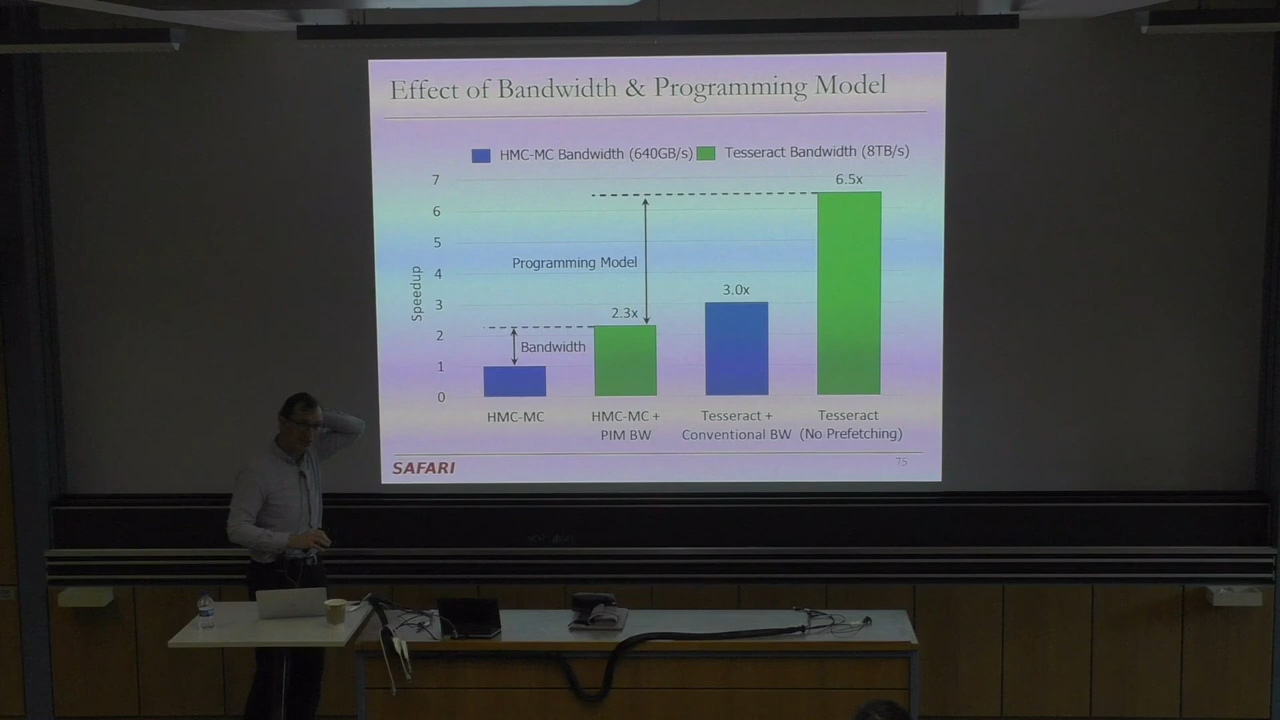 Effect of Bandwidth & Programming Model
HMC-MC Bandwidth (640GB/s)
Tesseract Bandwidth (8TB/s)
7
6
5
4
3
2
1
0
Speedup
6.5x
Programming Model
3.0x
2.3x
Bandwidth
HMC-MC
HMC-MC +
PIM BW
Tesseract +
Conventional BW
Tesseract
(No Prefetching)
SAFARI
75